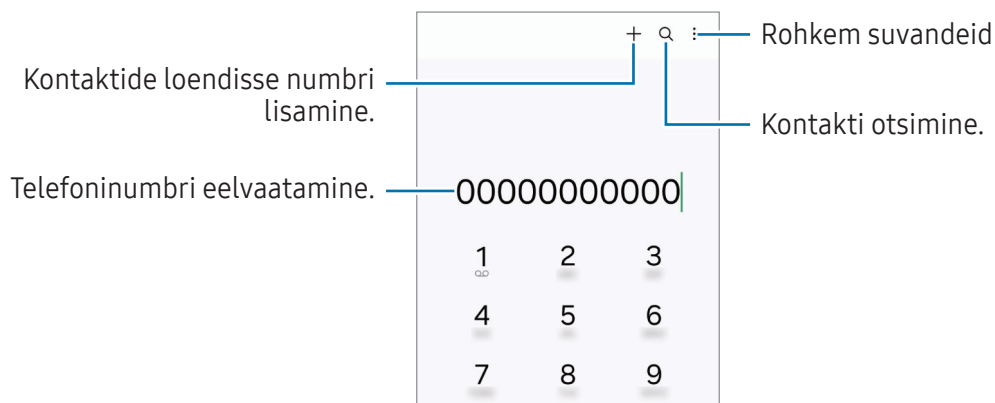 Rohkem suvandeid
Kontaktide loendisse numbri
lisamine.
Kontakti otsimine.
Telefoninumbri eelvaatamine.
00000000000
1 2 3
4 5 6
7 8 9